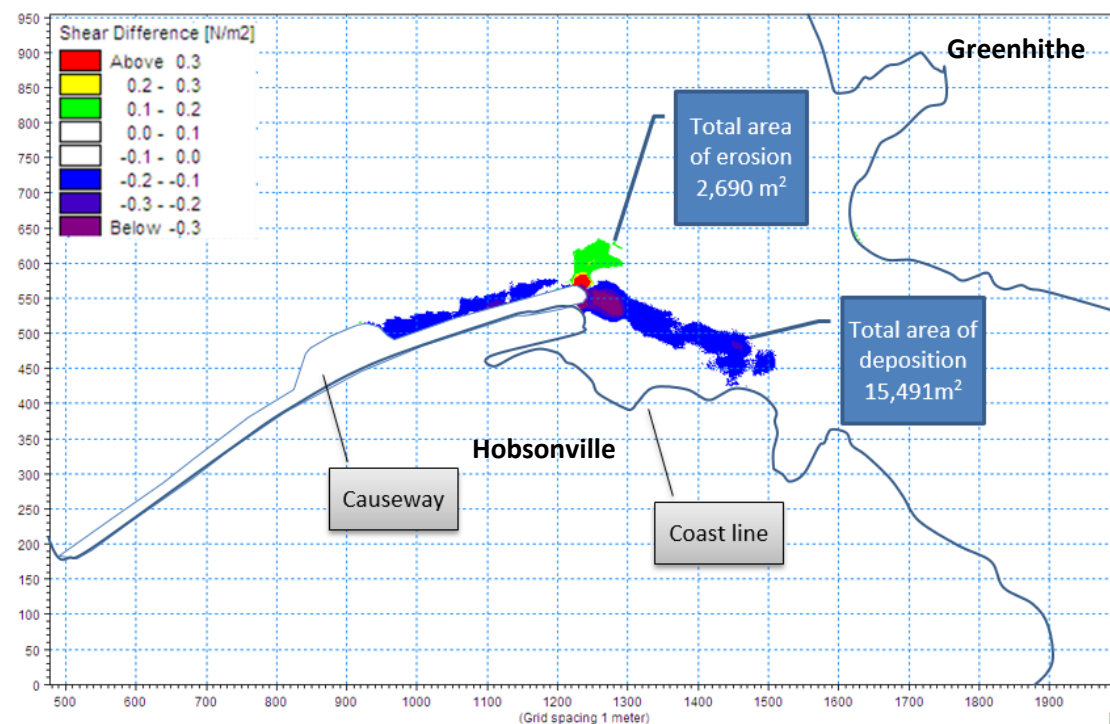 Shear Difference [N/m2]
Above 0.3
0.2 - 0.3
0.1 - 0.2
0.0 - 0.1
-0.1 - 0.0
-0.2 - -0.1
-0.3 - -0.2
Below -0.3
Greenhithe
Total area
of erosion
2,690 m²
Total area of
deposition
15,491m²
Hobsonville
Causeway
Coast line
950
900
850
800
750
700
650
600
550
500
450
400
350
300
250
200
150
100
50
0
500 600 700 800 900 1000 1100 1200 1300 1400 1500 1600 1700 1800 1900
(Grid spacing 1 meter)